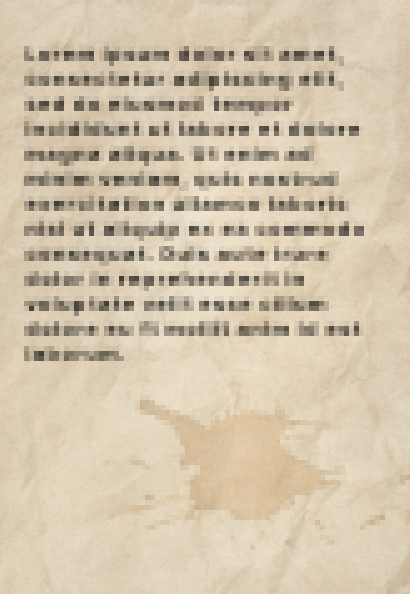 Lorem ipsum dolor sit amet,
consectetur adipiscing elit,
sed do eiusmod tempor
incididunt ut labore et dolore
magna aliqua. Ut enim ad
minim veniam, quis nostrud
exercitation ullamco laboris
nisi ut aliquip ex ea commodo
consequat. Duis aute irure
dolor in reprehenderit in
voluptate velit esse cillum
dolore eu fi mollit anim id est
laborum.